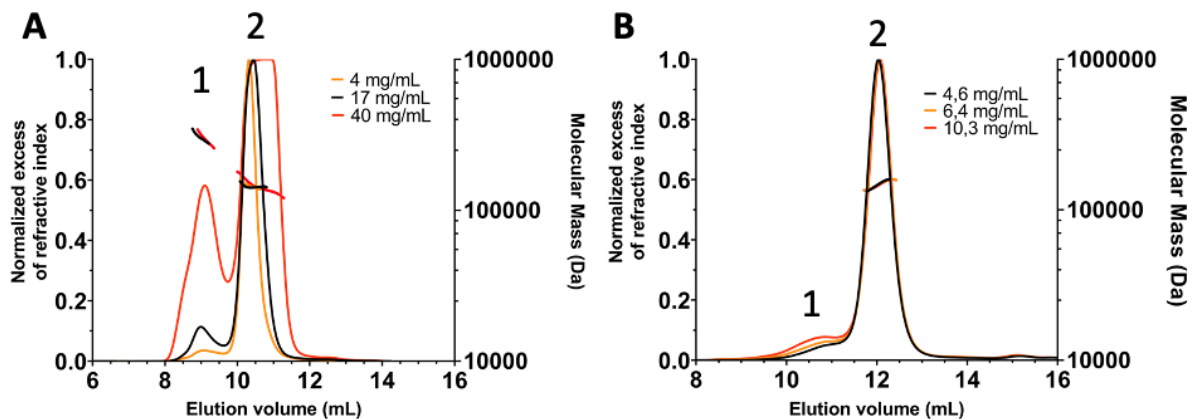 A
1
2
1.0
0.8
0.6
0.4
0.2
0.0
Normalized excess
of refractive index
4 mg/mL
17 mg/mL
40 mg/mL
1000000
100000
10000
Molecular Mass (Da)
6 8 10 12 14 16
Elution volume (mL)
B
2
1
1.0
0.8
0.6
0.4
0.2
0.0
Normalized excess
of refractive index
4,6 mg/mL
6,4 mg/mL
10,3 mg/mL
1000000
100000
10000
Molecular Mass (Da)
8 10 12 14 16
Elution volume (mL)